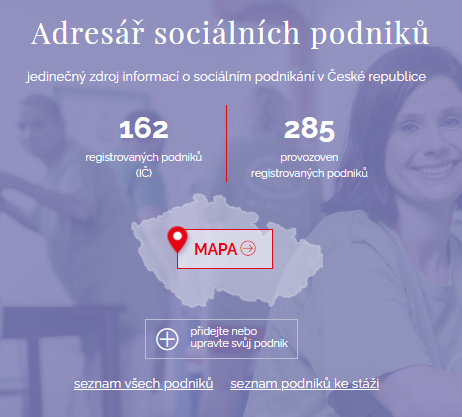 Adresář sociálních podniků
jedinečný zdroj informací o sociálním podnikání v České republice
162
registrovaných podniků
(IČ)
285
provozoven
registrovaných podniků
MAPA
přidejte nebo
upravte svůj podnik
seznam všech podniků
seznam podniků ke stáži